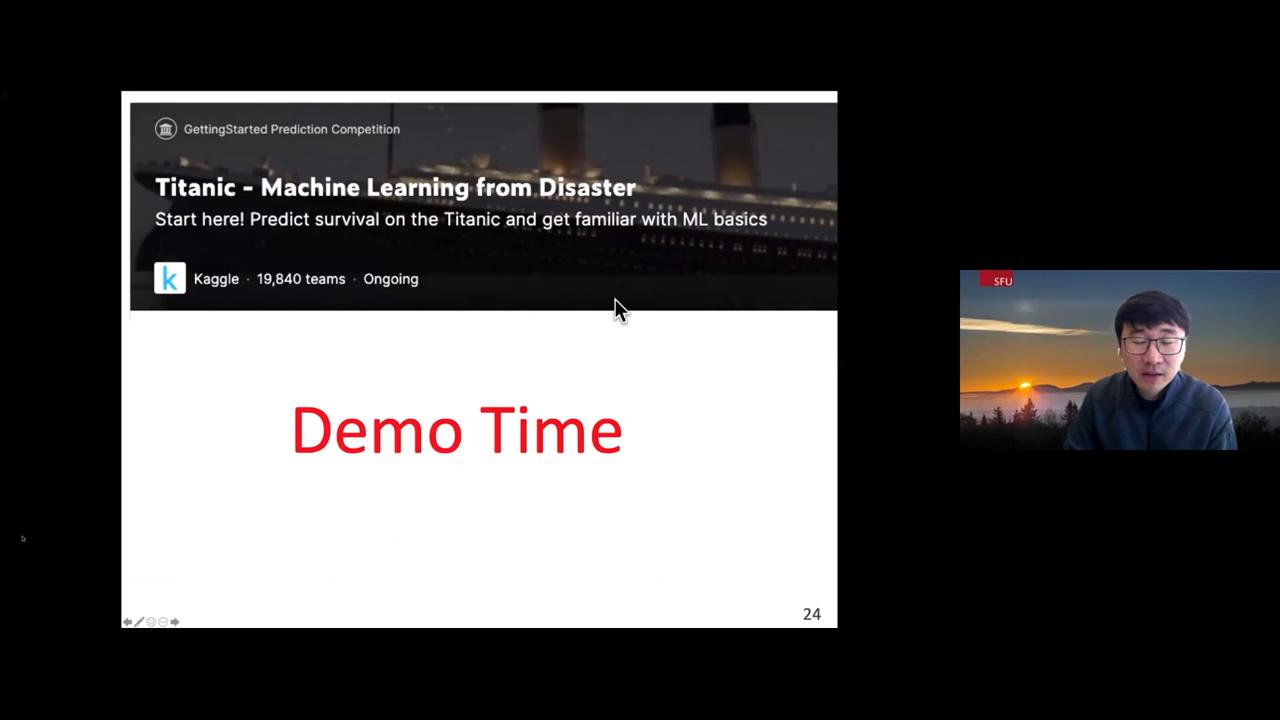 GettingStarted Prediction Competition
Titanic - Machine Learning from Disaster
Start here! Predict survival on the Titanic and get familiar with ML basics
k Kaggle · 19,840 teams · Ongoing
SFU
Demo Time
24